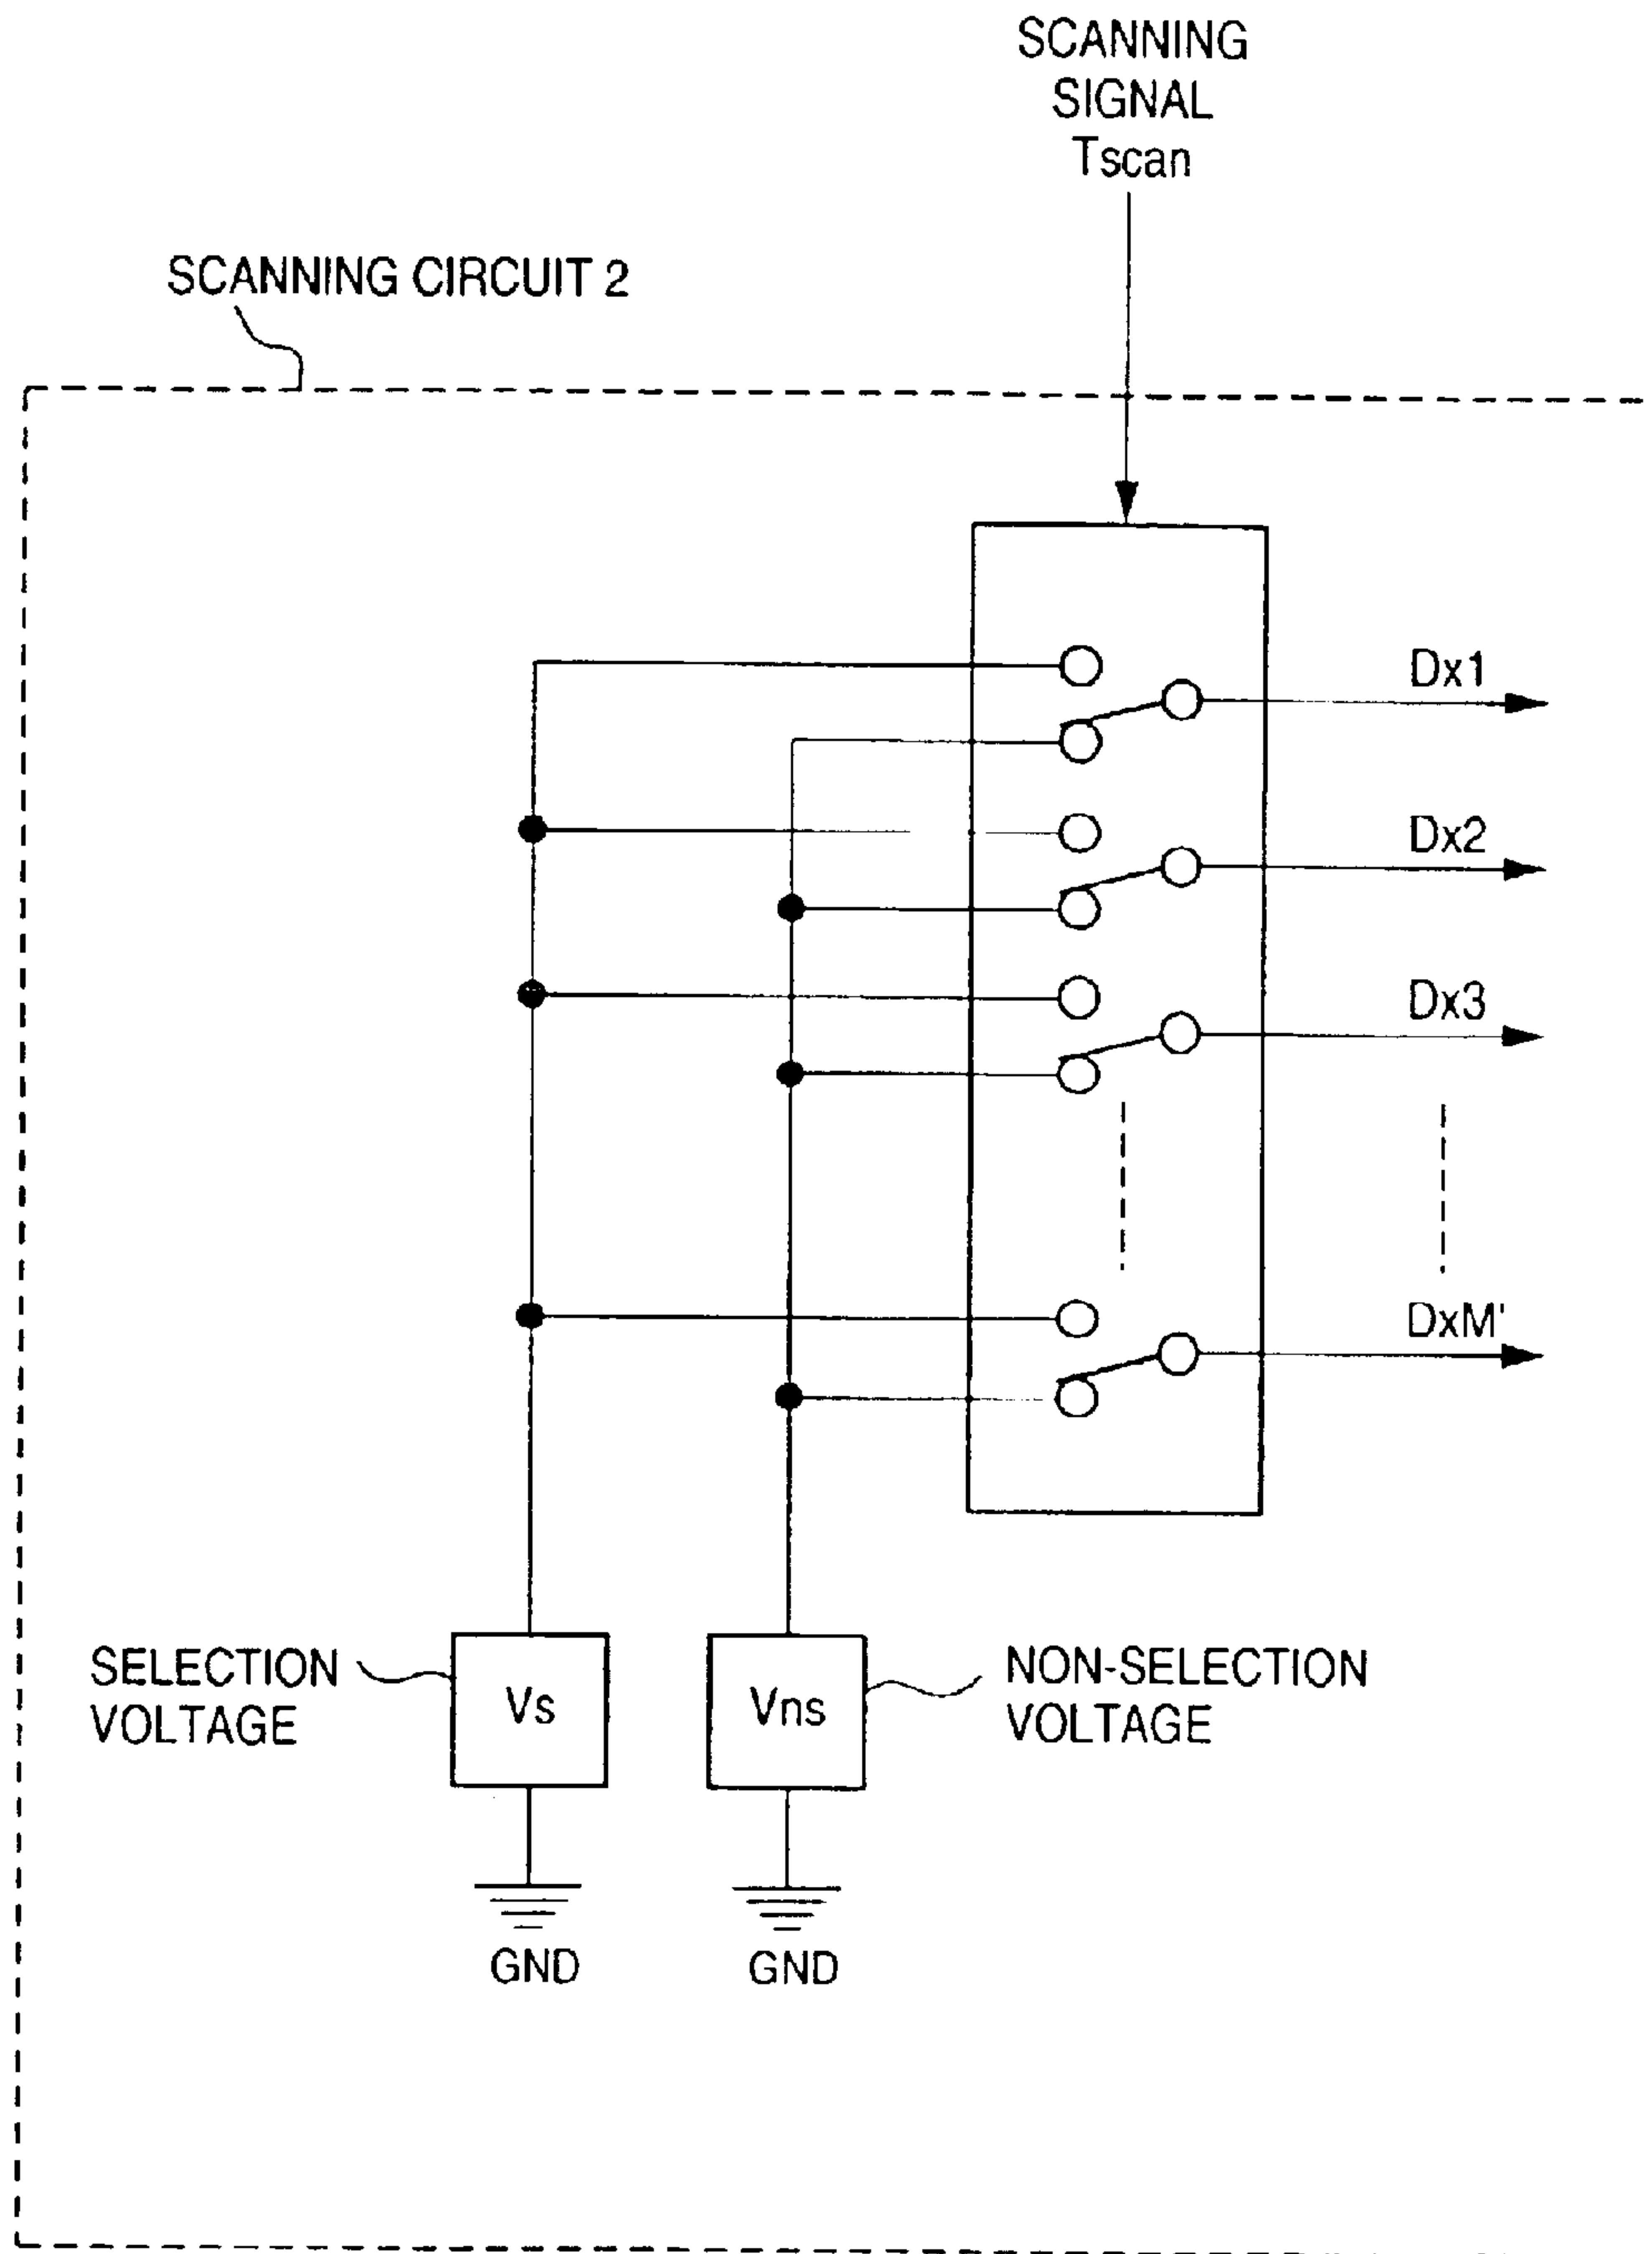 SCANNING
SIGNAL
Tscan
SCANNING CIRCUIT 2
Dx1
Dx2
Dx3
DxM'
SELECTION
VOLTAGE
Vs
Vns
NON-SELECTION
VOLTAGE
GND
GND